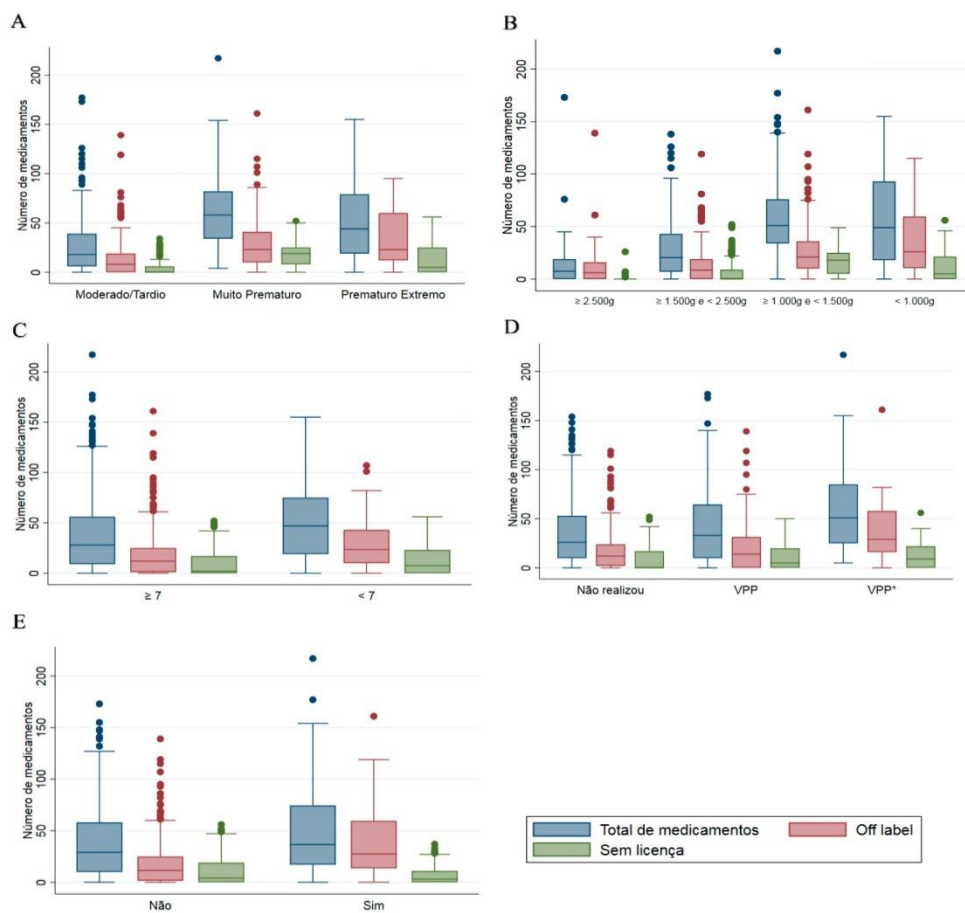 A
Número de medicamentos
200
150
100
50
0
Moderado/Tardio Muito Prematuro Prematuro Extremo
B
Número de medicamentos
200
150
100
50
0
≥ 2.500g ≥ 1.500g e < 2.500g ≥ 1.000g e < 1.500g < 1.000g
C
Número de medicamentos
200
150
100
50
0
≥ 7 < 7
D
Número de medicamentos
200
150
100
50
0
Não realizou VPP VPP⁺
E
Número de medicamentos
200
150
100
50
0
Não Sim
Total de medicamentos Off label
Sem licença